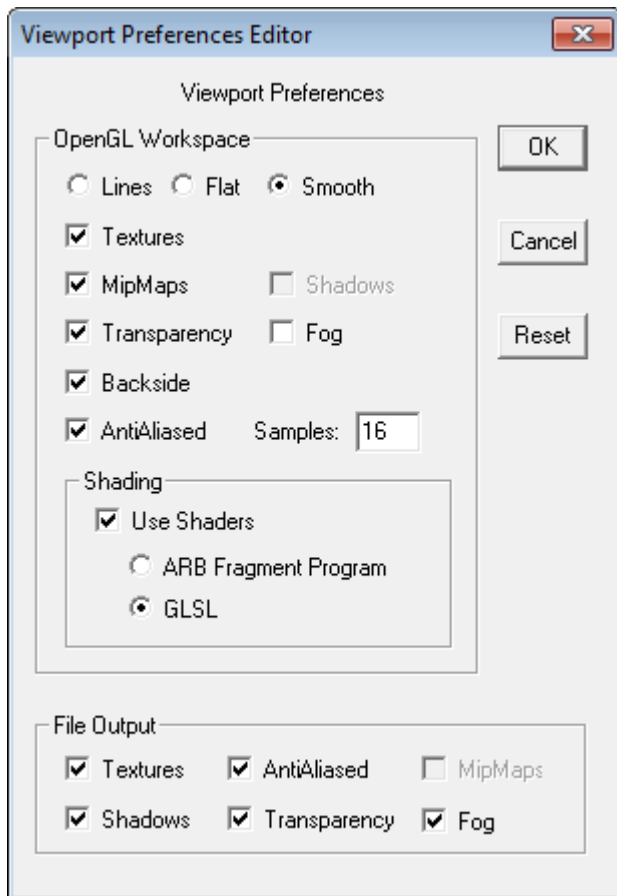 Viewport Preferences Editor
Viewport Preferences
OpenGL Workspace
OK
Lines Flat Smooth
Textures
Cancel
MipMaps Shadows
Transparency Fog
Reset
Backside
AntiAliased Samples: 16
Shading
Use Shaders
ARB Fragment Program
GLSL
File Output
Textures AntiAliased MipMaps
Shadows Transparency Fog